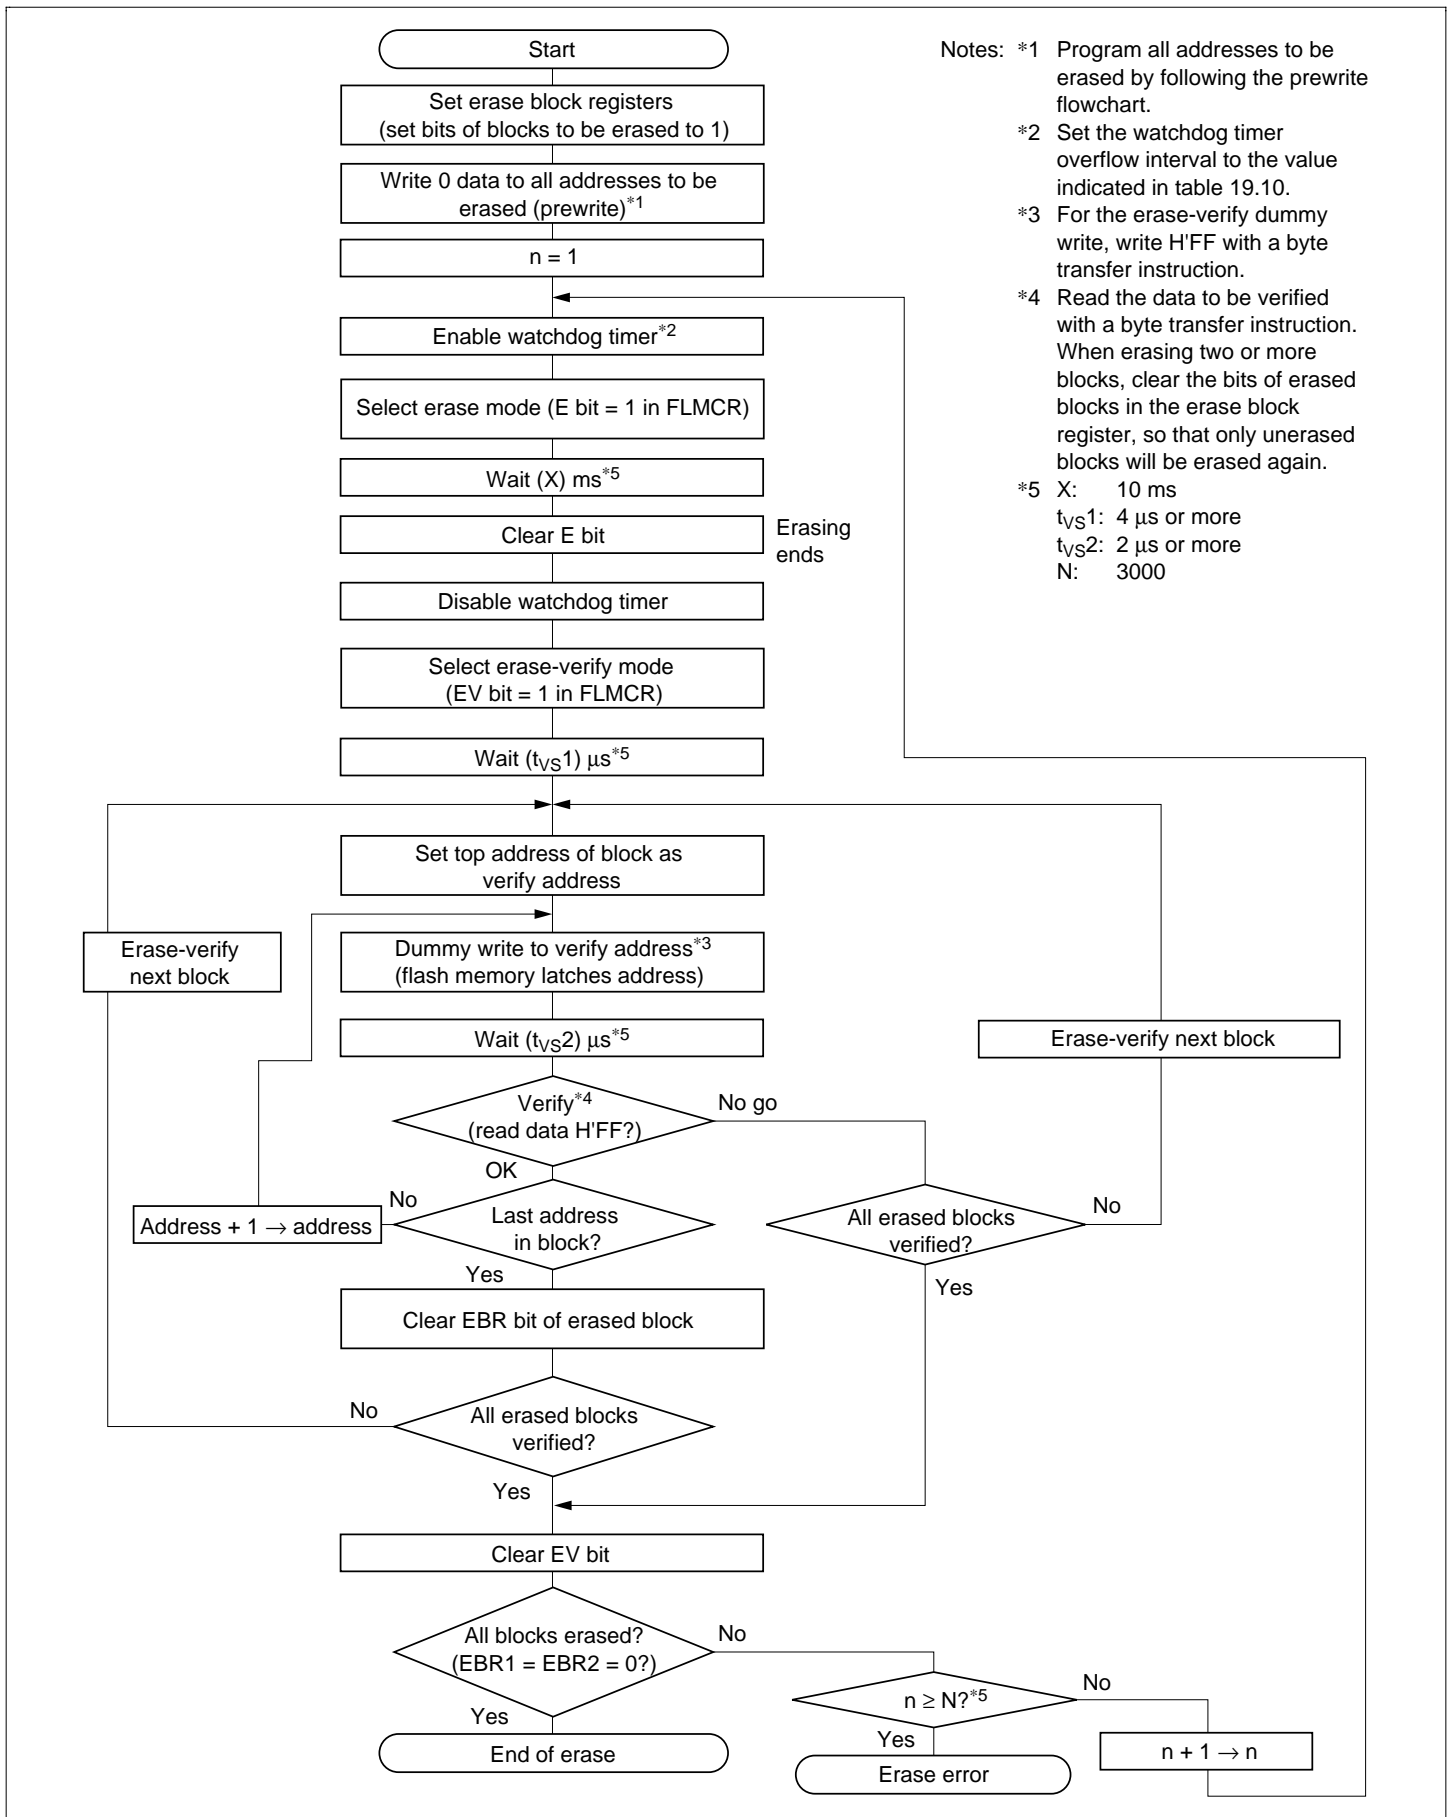 Start
Set erase block registers
(set bits of blocks to be erased to 1)
Write 0 data to all addresses to be
erased (prewrite)*1
n = 1
Enable watchdog timer*2
Select erase mode (E bit = 1 in FLMCR)
Wait (X) ms*5
Clear E bit
Erasing
ends
Disable watchdog timer
Select erase-verify mode
(EV bit = 1 in FLMCR)
Wait (tVS1) μs*5
Set top address of block as
verify address
Erase-verify
next block
Dummy write to verify address*3
(flash memory latches address)
Wait (tVS2) μs*5
Erase-verify next block
Verify*4
(read data H'FF?)
No go
OK
No
Address + 1 → address
Last address
in block?
Yes
All erased blocks
verified?
No
Yes
Clear EBR bit of erased block
No
All erased blocks
verified?
Yes
Clear EV bit
All blocks erased?
(EBR1 = EBR2 = 0?)
No
Yes
End of erase
n ≥ N?*5
No
Yes
Erase error
n + 1 → n
Notes: *1 Program all addresses to be
erased by following the prewrite
flowchart.
*2 Set the watchdog timer
overflow interval to the value
indicated in table 19.10.
*3 For the erase-verify dummy
write, write H'FF with a byte
transfer instruction.
*4 Read the data to be verified
with a byte transfer instruction.
When erasing two or more
blocks, clear the bits of erased
blocks in the erase block
register, so that only unerased
blocks will be erased again.
*5 X: 10 ms
tVS1: 4 μs or more
tVS2: 2 μs or more
N: 3000